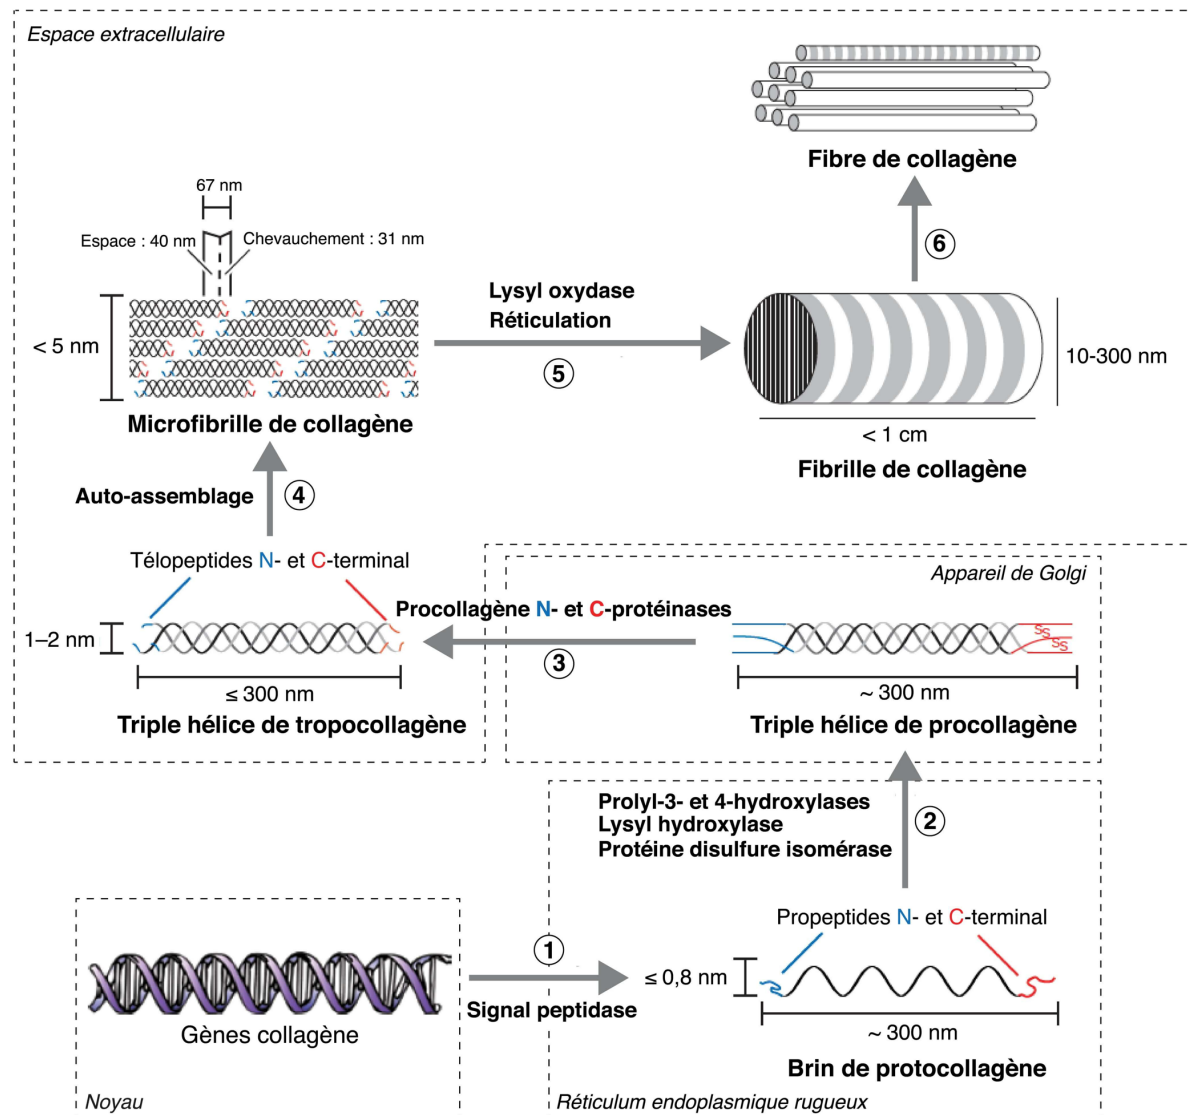 Espace extracellulaire
67 nm
Espace : 40 nm
Chevauchement : 31 nm
< 5 nm
Microfibrille de collagène
Lysyl oxydase
Réticulation
5
Fibre de collagène
6
10-300 nm
< 1 cm
Fibrille de collagène
Auto-assemblage
4
Télopeptides N- et C-terminal
1–2 nm
≤ 300 nm
Triple hélice de tropocollagène
Procollagène N- et C-protéinases
3
Appareil de Golgi
S
S
S
S
~ 300 nm
Triple hélice de procollagène
Prolyl-3- et 4-hydroxylases
Lysyl hydroxylase
Protéine disulfure isomérase
2
Gènes collagène
Noyau
1
Signal peptidase
Propeptides N- et C-terminal
≤ 0,8 nm
~ 300 nm
Brin de protocollagène
Réticulum endoplasmique rugueux